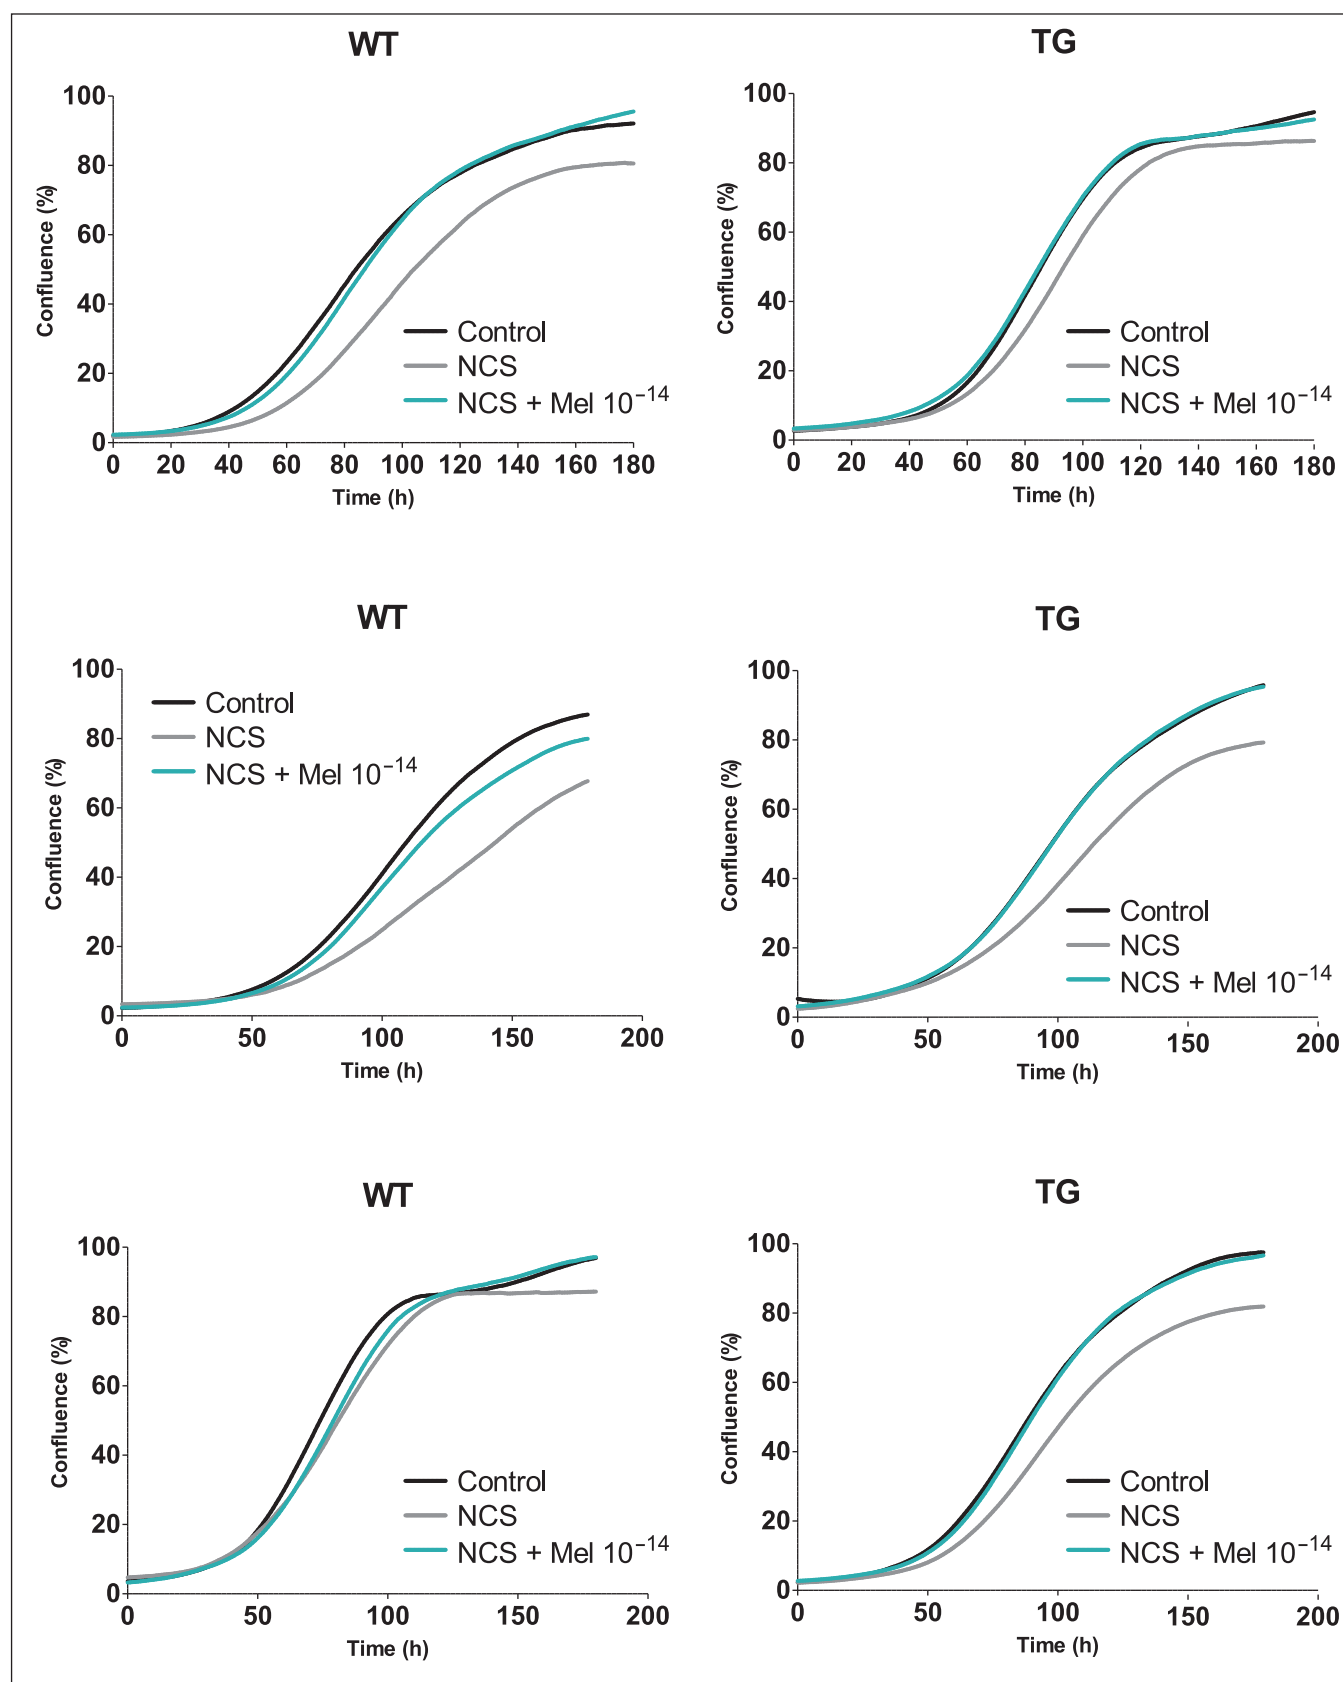 WT
100
80
60
40
20
0
Confluence (%)
Control
NCS
NCS + Mel 10⁻¹⁴
0 20 40 60 80 100 120 140 160 180
Time (h)
TG
100
80
60
40
20
0
Confluence (%)
Control
NCS
NCS + Mel 10⁻¹⁴
0 20 40 60 80 100 120 140 160 180
Time (h)
WT
100
80
60
40
20
0
Confluence (%)
Control
NCS
NCS + Mel 10⁻¹⁴
0 50 100 150 200
Time (h)
TG
100
80
60
40
20
0
Confluence (%)
Control
NCS
NCS + Mel 10⁻¹⁴
0 50 100 150 200
Time (h)
WT
100
80
60
40
20
0
Confluence (%)
Control
NCS
NCS + Mel 10⁻¹⁴
0 50 100 150 200
Time (h)
TG
100
80
60
40
20
0
Confluence (%)
Control
NCS
NCS + Mel 10⁻¹⁴
0 50 100 150 200
Time (h)